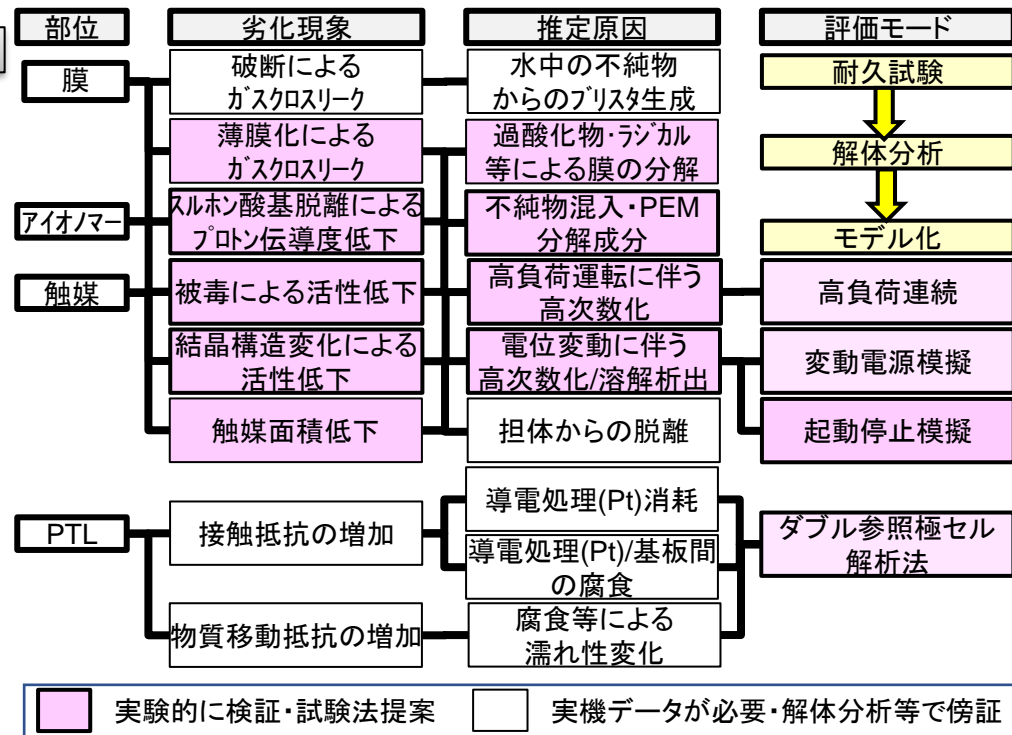 部位
劣化現象
推定原因
評価モード
膜
破断による
ｶﾞｽｸﾛｽﾘｰｸ
水中の不純物
からのﾌﾞﾘｽﾀ生成
耐久試験
薄膜化による
ｶﾞｽｸﾛｽﾘｰｸ
過酸化物･ﾗｼﾞｶﾙ
等による膜の分解
解体分析
アイオノマー
ｽﾙﾎﾝ酸基脱離による
ﾌﾟﾛﾄﾝ伝導度低下
不純物混入・PEM
分解成分
モデル化
触媒
被毒による活性低下
高負荷運転に伴う
高次数化
高負荷連続
結晶構造変化による
活性低下
電位変動に伴う
高次数化/溶解析出
変動電源模擬
触媒面積低下
担体からの脱離
起動停止模擬
PTL
接触抵抗の増加
導電処理(Pt)消耗
導電処理(Pt)/基板間
の腐食
ダブル参照極セル
解析法
物質移動抵抗の増加
腐食等による
濡れ性変化
実験的に検証・試験法提案
実機データが必要・解体分析等で傍証